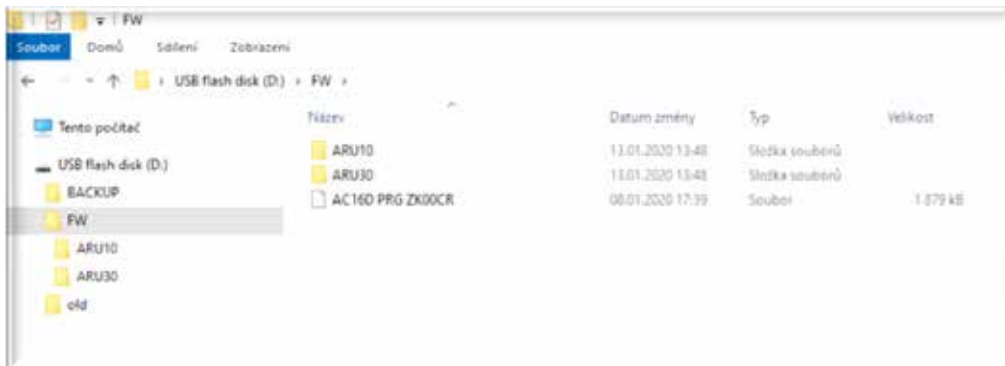 FW
Soubor Domů Sdílení Zobrazení
USB flash disk (D:) › FW ›
Název Datum změny Typ Velikost
Tento počítač
USB flash disk (D:)
BACKUP
FW
ARU10
ARU30
old
ARU10 13.01.2020 13:48 Složka souborů
ARU30 13.01.2020 13:48 Složka souborů
AC16D PRG ZK00CR 08.01.2020 17:39 Soubor 1 879 kB